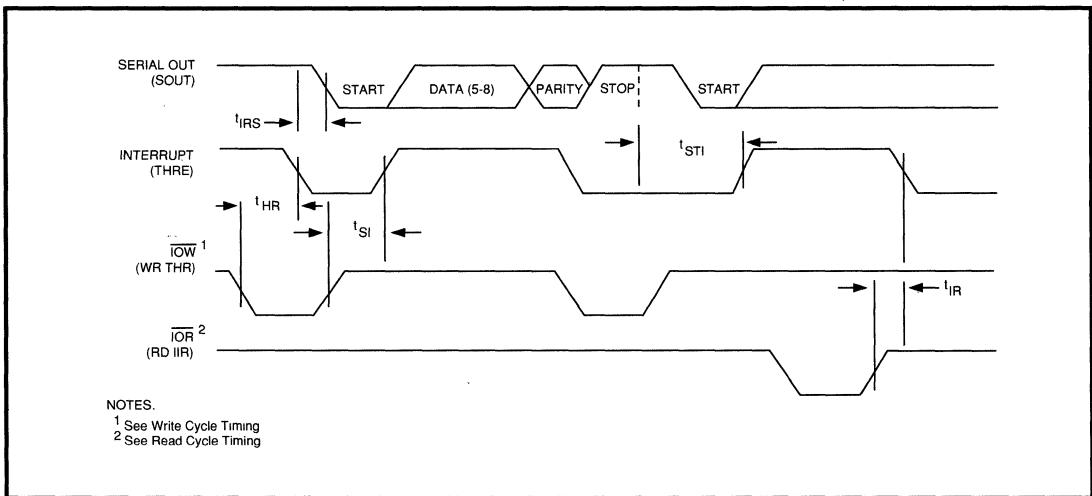 SERIAL OUT
(SOUT)
START
DATA (5-8)
PARITY
STOP
START
tIRS
INTERRUPT
(THRE)
tSTI
tHR
tSI
IOW 1
(WR THR)
tIR
IOR 2
(RD IIR)
NOTES.
1 See Write Cycle Timing
2 See Read Cycle Timing